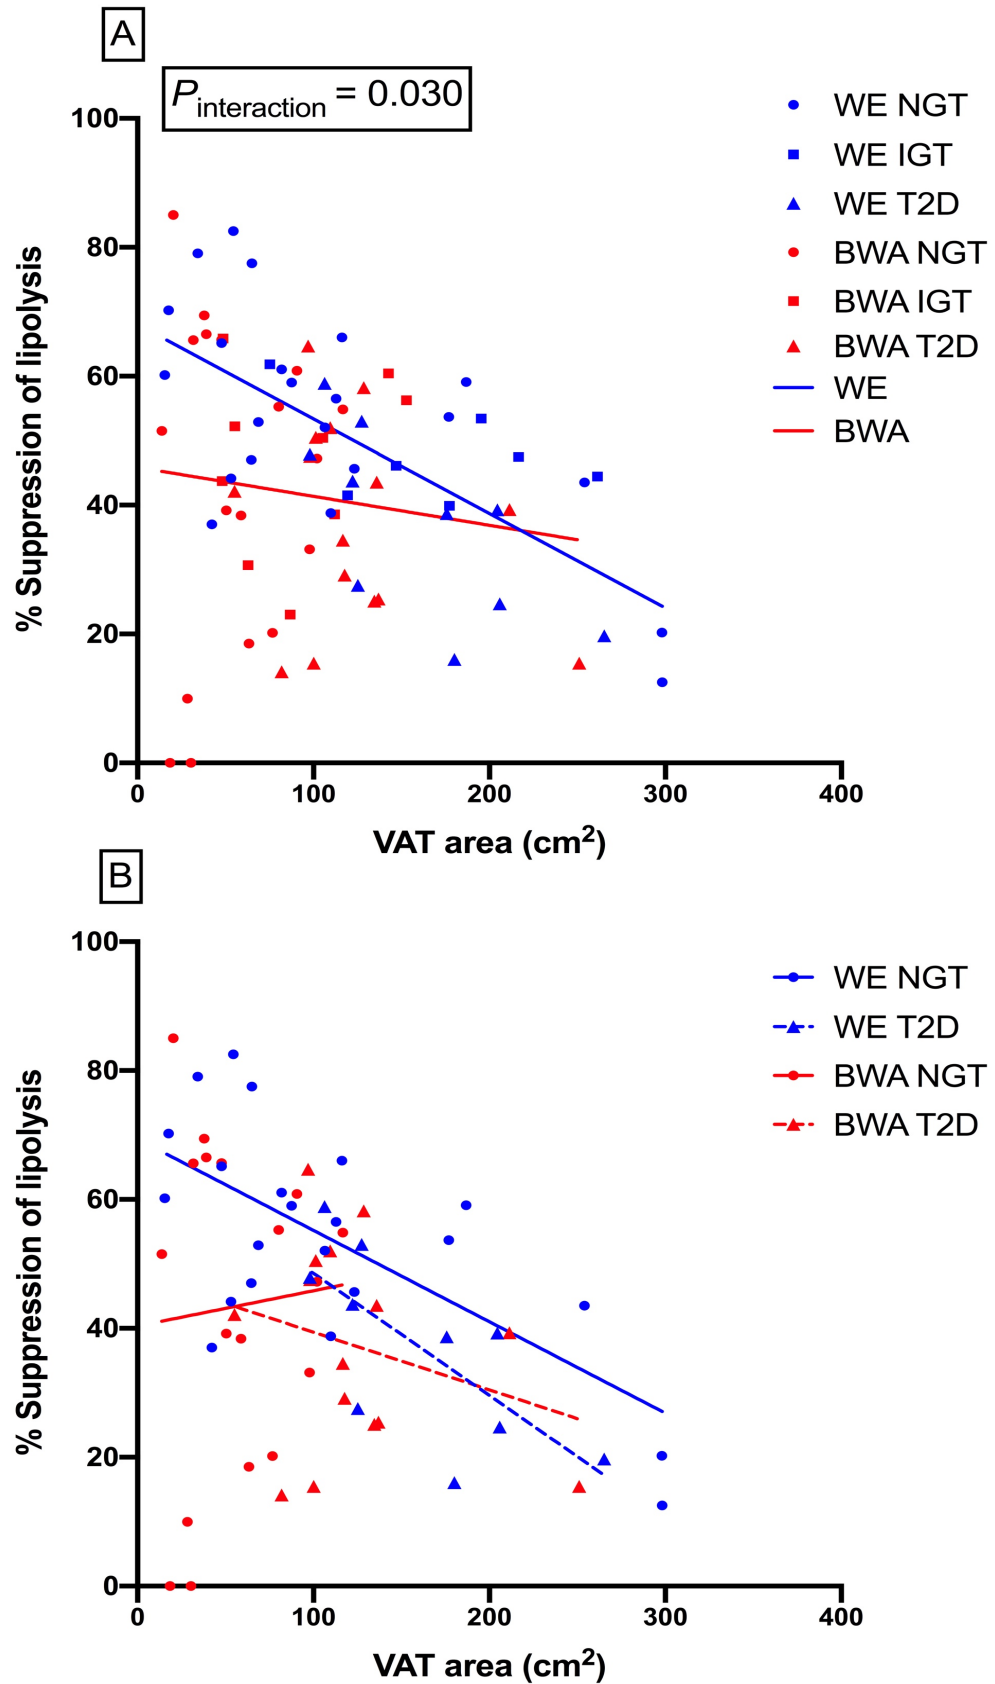 A
Pinteraction = 0.030
WE NGT
WE IGT
WE T2D
BWA NGT
BWA IGT
BWA T2D
WE
BWA
% Suppression of lipolysis
100
80
60
40
20
0
0 100 200 300 400
VAT area (cm²)
B
WE NGT
WE T2D
BWA NGT
BWA T2D
% Suppression of lipolysis
100
80
60
40
20
0
0 100 200 300 400
VAT area (cm²)